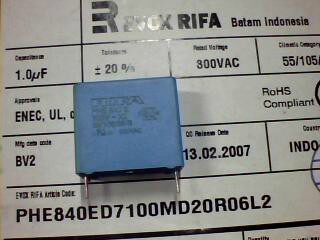 EVOX RIFA Batam Indonesia
Capacitance Tolerance Rated Voltage Climatic Category
1.0µF ± 20 % 300VAC 55/105/
Approvals RoHS
ENEC, UL, Compliant
Mfg date code QC Release Date Country
BV2 13.02.2007 INDO
EVOX RIFA Article Code:
PHE840ED7100MD20R06L2